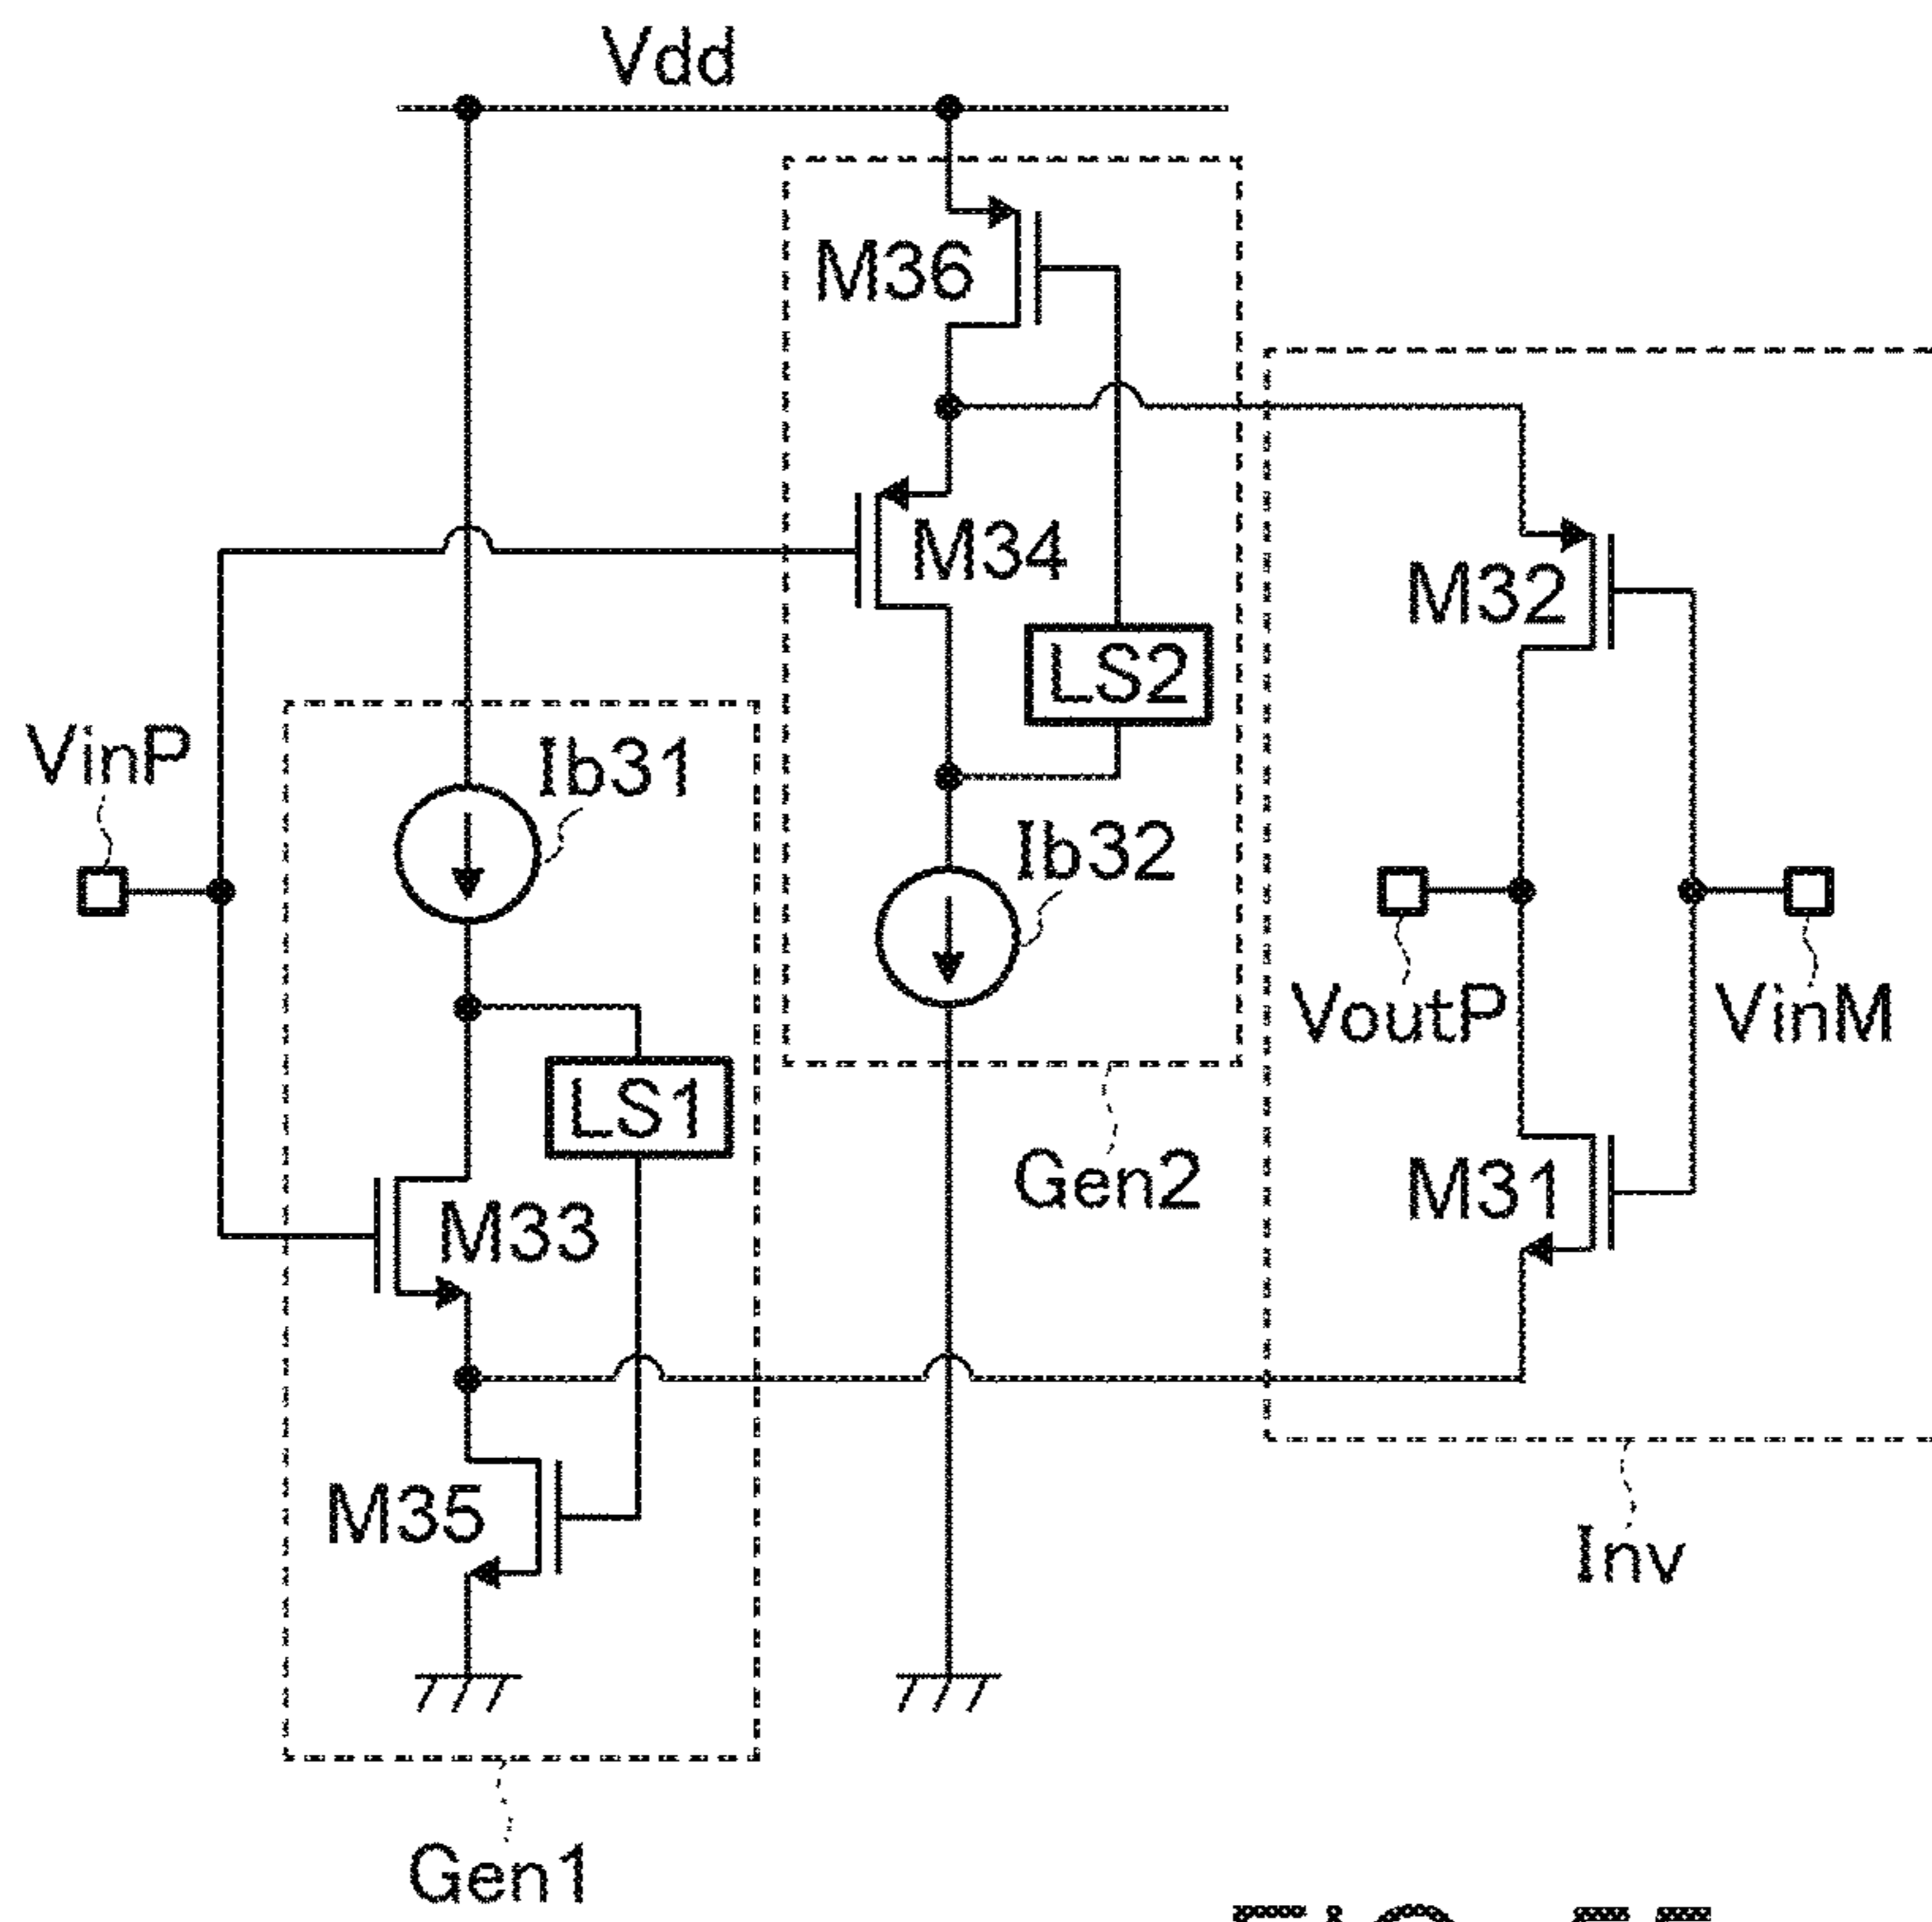 Vdd
M36
M34
M32
LS2
VinP
Ib31
Ib32
VoutP
VinM
LS1
M33
Gen2
M31
M35
Inv
Gen1